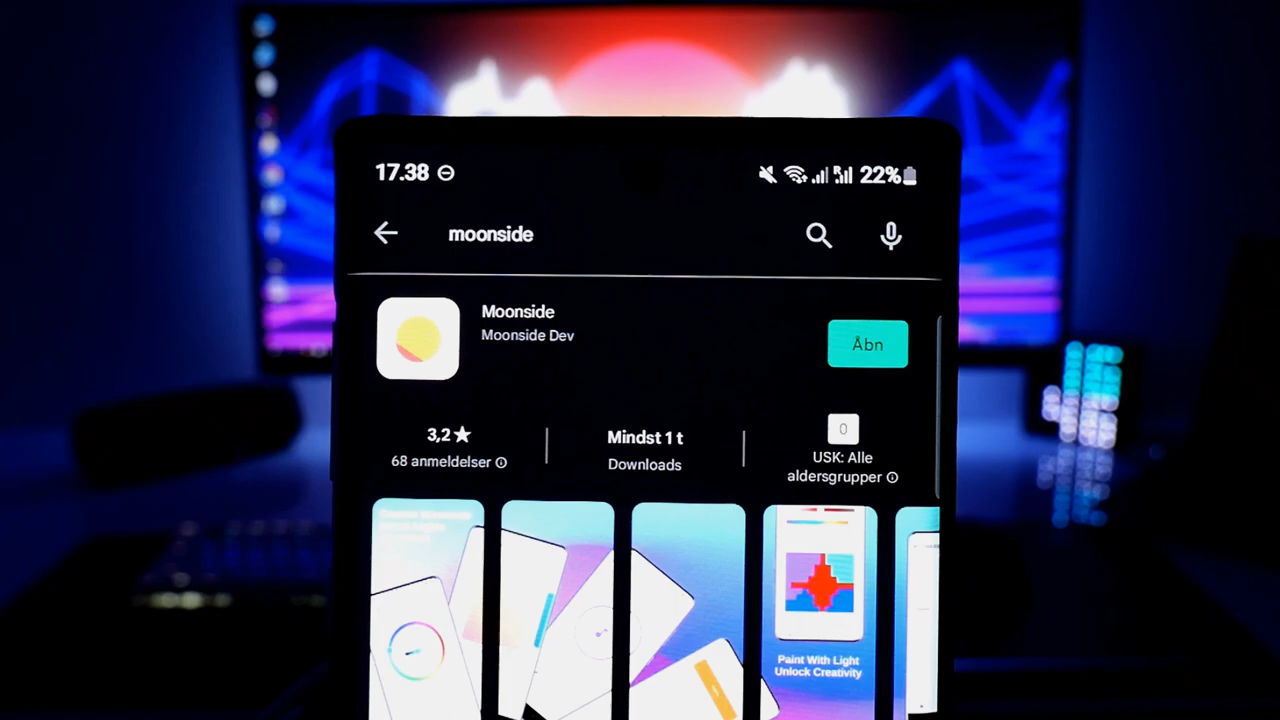 17.38
22%
moonside
Moonside
Moonside Dev
Åbn
3,2★
68 anmeldelser
Mindst 1 t
Downloads
0
USK: Alle
aldersgrupper
Paint With Light
Unlock Creativity